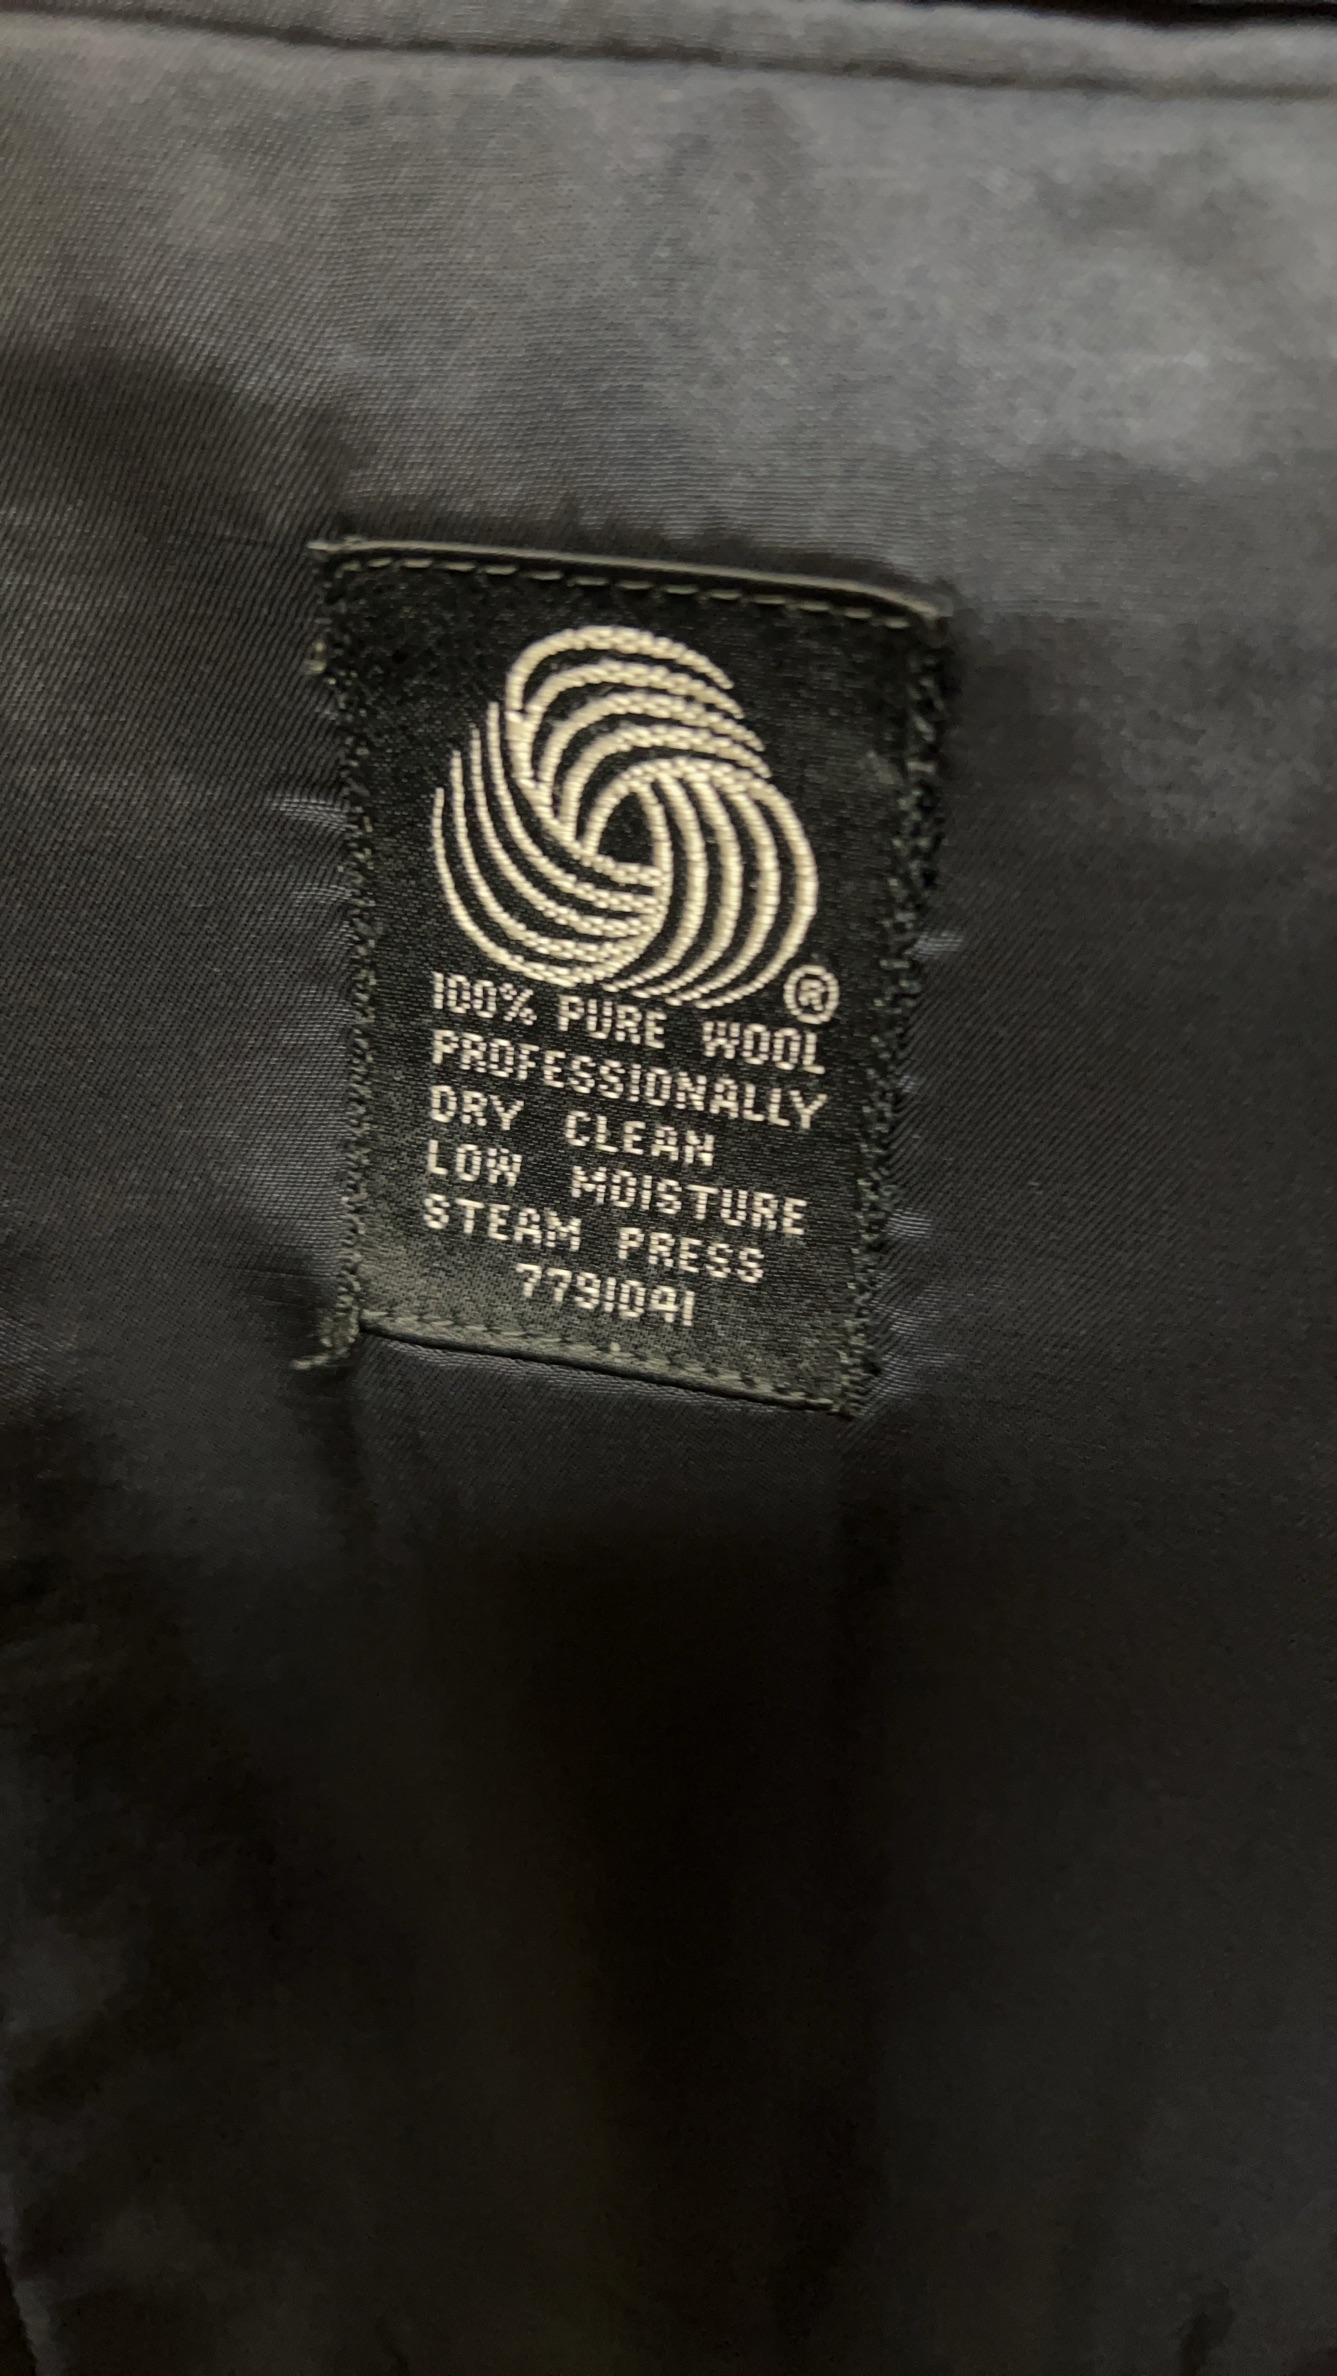 ®
100% PURE WOOL
PROFESSIONALLY
DRY CLEAN
LOW MOISTURE
STEAM PRESS
7791041